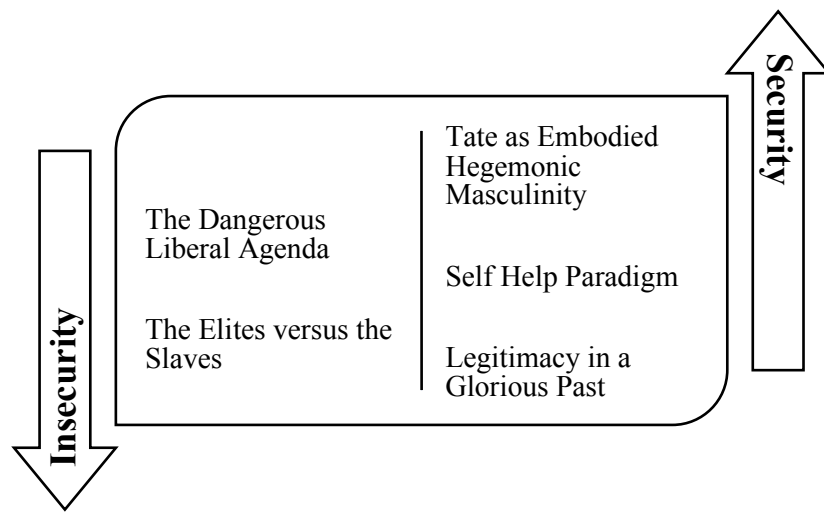 Insecurity
The Dangerous
Liberal Agenda
The Elites versus the
Slaves
Tate as Embodied
Hegemonic
Masculinity
Self Help Paradigm
Legitimacy in a
Glorious Past
Security